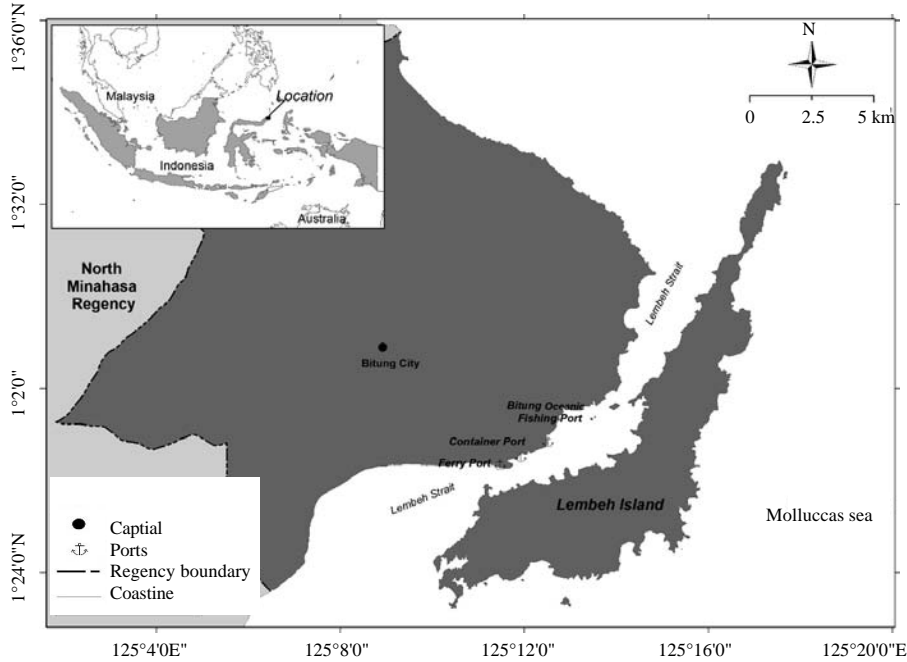 1°36'0"N
1°32'0"
1°2'0"
1°24'0"N
Malaysia
Location
Indonesia
Australia
N
0 2.5 5 km
North
Minahasa
Regency
Bitung City
Lembeh Strait
Bitung Oceanic
Fishing Port
Container Port
Ferry Port
Lembeh Strait
Lembeh Island
Molluccas sea
Captial
Ports
Regency boundary
Coastine
125°4'0E" 125°8'0" 125°12'0" 125°16'0" 125°20'0"E